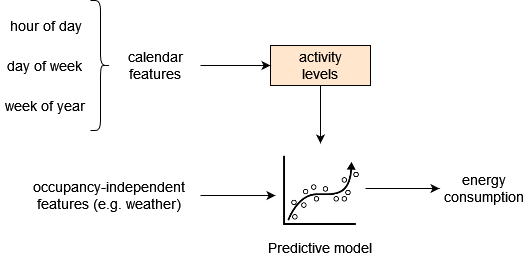 hour of day
day of week
week of year
calendar
features
activity
levels
occupancy-independent
features (e.g. weather)
energy
consumption
Predictive model